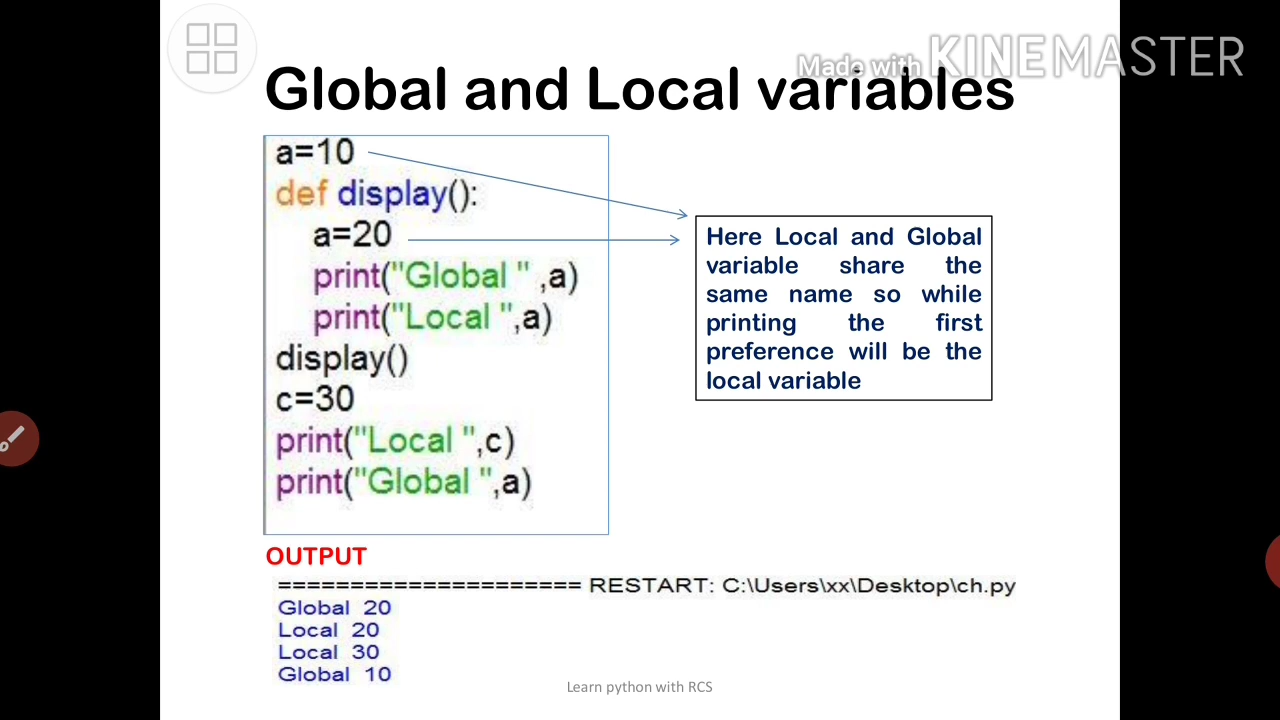 Made with KINEMASTER
Global and Local variables
a=10
def display():
a=20
print("Global " ,a)
print("Local ",a)
display()
c=30
print("Local ",c)
print("Global ",a)
Here Local and Global
variable share the
same name so while
printing the first
preference will be the
local variable
OUTPUT
===================== RESTART: C:\Users\xx\Desktop\ch.py
Global 20
Local 20
Local 30
Global 10
Learn python with RCS